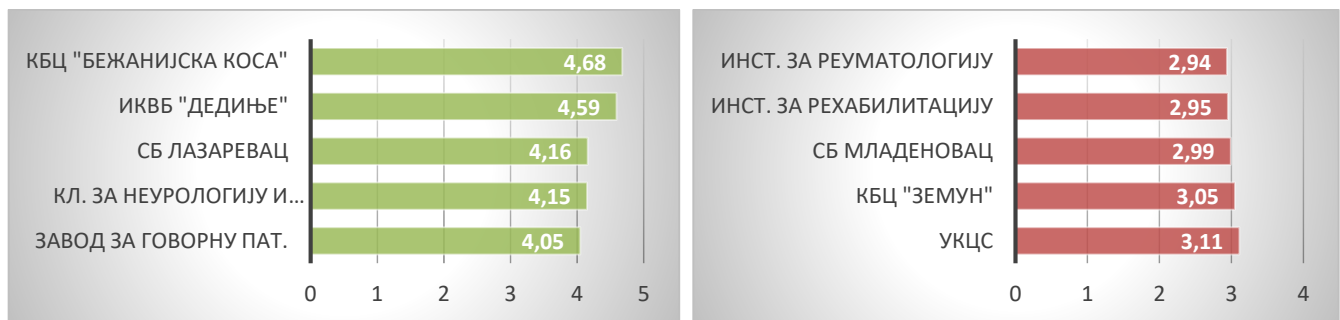 КБЦ "БЕЖАНИЈСКА КОСА" 4,68
ИКВБ "ДЕДИЊЕ" 4,59
СБ ЛАЗАРЕВАЦ 4,16
КЛ. ЗА НЕУРОЛОГИЈУ И... 4,15
ЗАВОД ЗА ГОВОРНУ ПАТ. 4,05
0 1 2 3 4 5
ИНСТ. ЗА РЕУМАТОЛОГИЈУ 2,94
ИНСТ. ЗА РЕХАБИЛИТАЦИЈУ 2,95
СБ МЛАДЕНОВАЦ 2,99
КБЦ "ЗЕМУН" 3,05
УКЦС 3,11
0 1 2 3 4